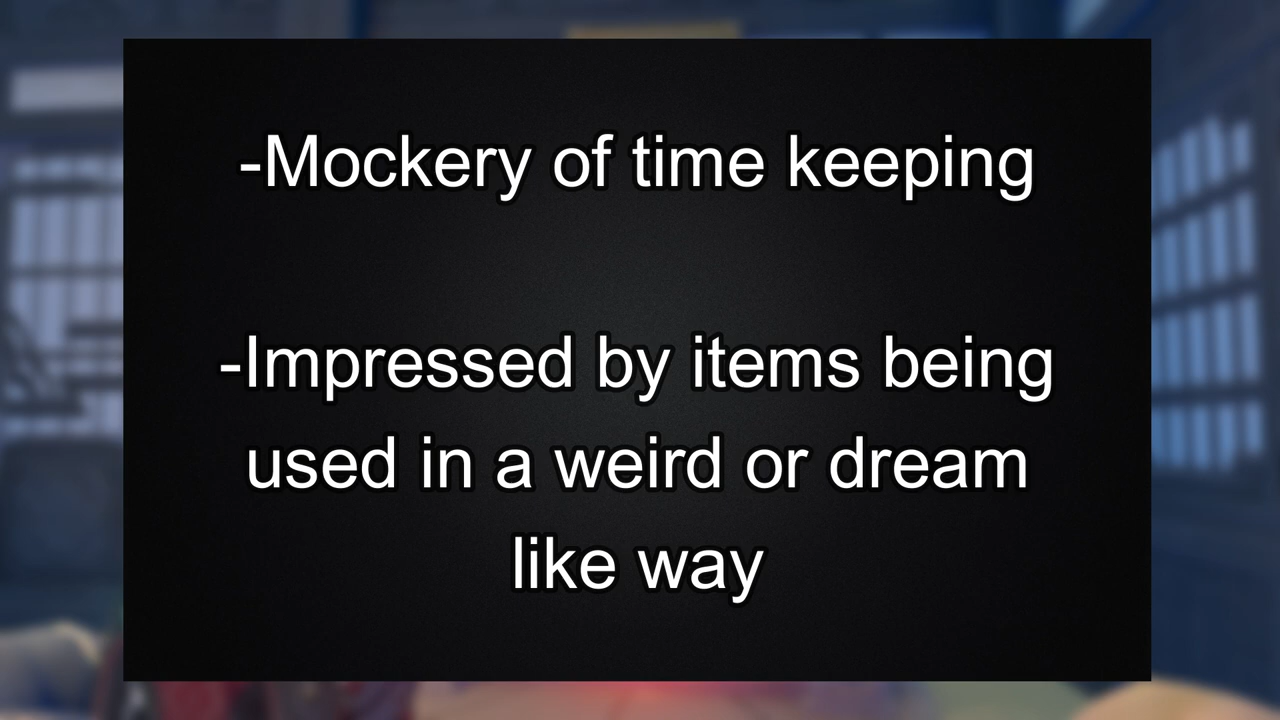 -Mockery of time keeping
-Impressed by items being
used in a weird or dream
like way